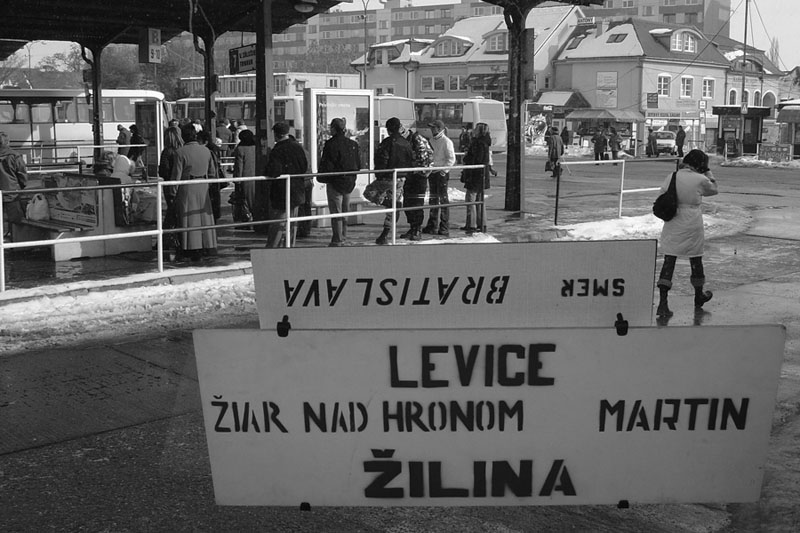 SMER BRATISLAVA
LEVICE
ŽIAR NAD HRONOM MARTIN
ŽILINA